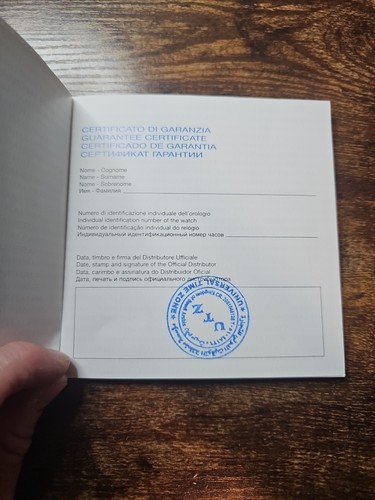 CERTIFICATO DI GARANZIA
GUARANTEE CERTIFICATE
CERTIFICADO DE GARANTIA
СЕРТИФИКАТ ГАРАНТИИ
Nome - Cognome
Name - Surname
Nome - Sobrenome
Имя - Фамилия
Numero di identificazione individuale dell'orologio
Individual identification number of the watch
Número de identificação individual do relógio
Индивидуальный идентификационный номер часов
Data, timbro e firma del Distributore Ufficiale
Date, stamp and signature of the Official Distributor
Data, carimbo e assinatura do Distribuidor Oficial
Дата, печать и подпись официального
UTZ
UNIVERSAL TIME ZONE